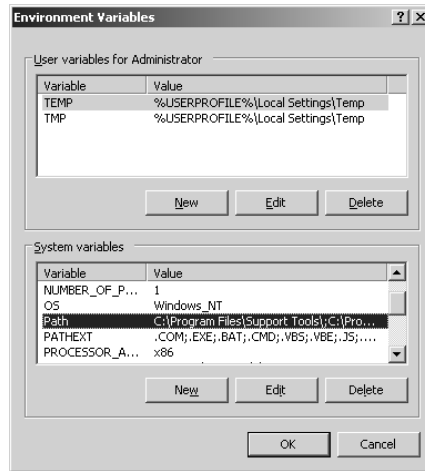 Environment Variables
User variables for Administrator
Variable Value
TEMP %USERPROFILE%\Local Settings\Temp
TMP %USERPROFILE%\Local Settings\Temp
New Edit Delete
System variables
Variable Value
NUMBER_OF_P... 1
OS Windows_NT
Path C:\Program Files\Support Tools\;C:\Pro...
PATHEXT .COM;.EXE;.BAT;.CMD;.VBS;.VBE;.JS;....
PROCESSOR_A... x86
New Edit Delete
OK Cancel